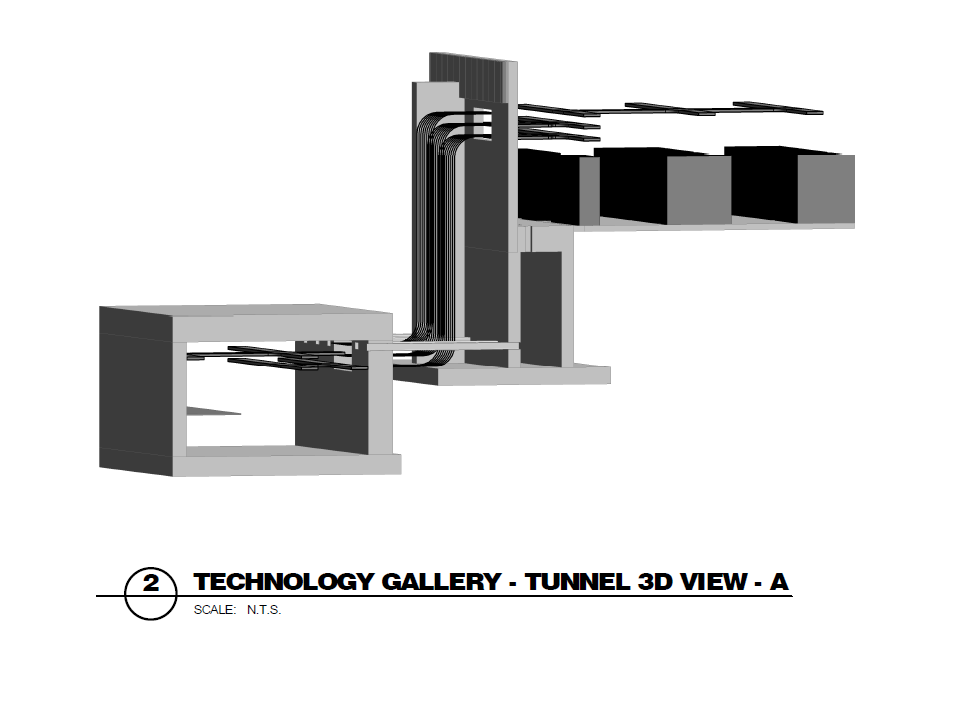 2
TECHNOLOGY GALLERY - TUNNEL 3D VIEW - A
SCALE: N.T.S.